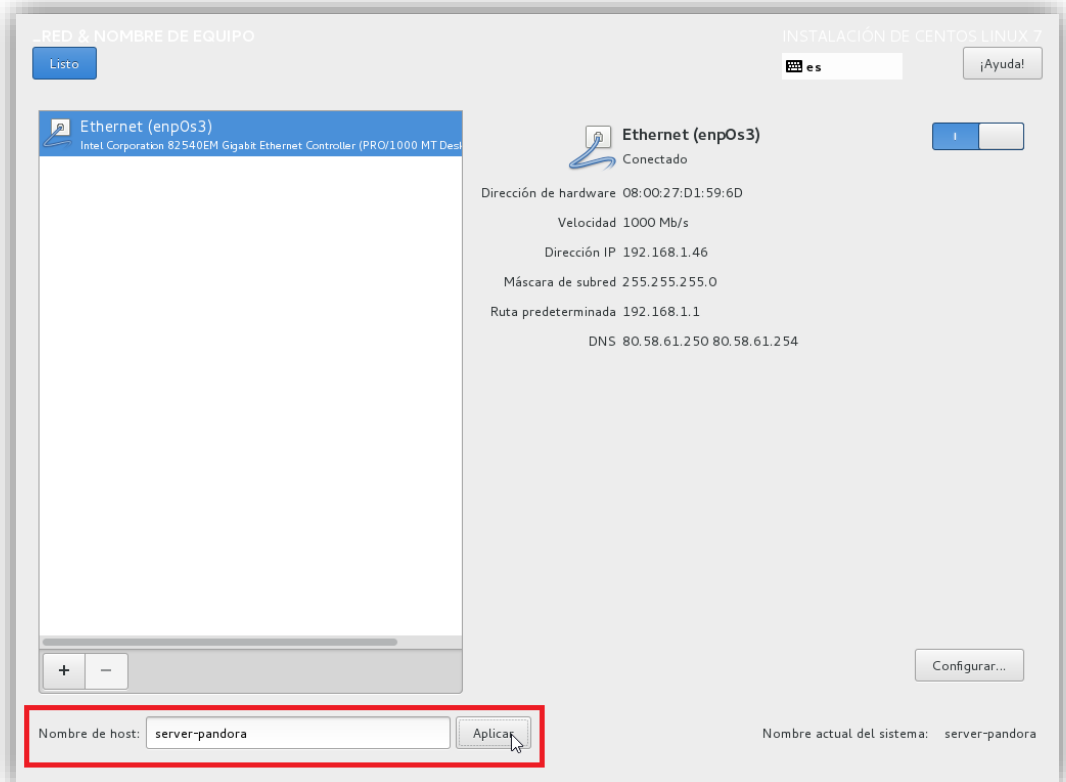 _RED & NOMBRE DE EQUIPO
INSTALACIÓN DE CENTOS LINUX 7
Listo
es
¡Ayuda!
Ethernet (enp0s3)
Intel Corporation 82540EM Gigabit Ethernet Controller (PRO/1000 MT Desk
Ethernet (enp0s3)
Conectado
Dirección de hardware 08:00:27:D1:59:6D
Velocidad 1000 Mb/s
Dirección IP 192.168.1.46
Máscara de subred 255.255.255.0
Ruta predeterminada 192.168.1.1
DNS 80.58.61.250 80.58.61.254
+ −
Configurar...
Nombre de host: server-pandora Aplicar
Nombre actual del sistema: server-pandora